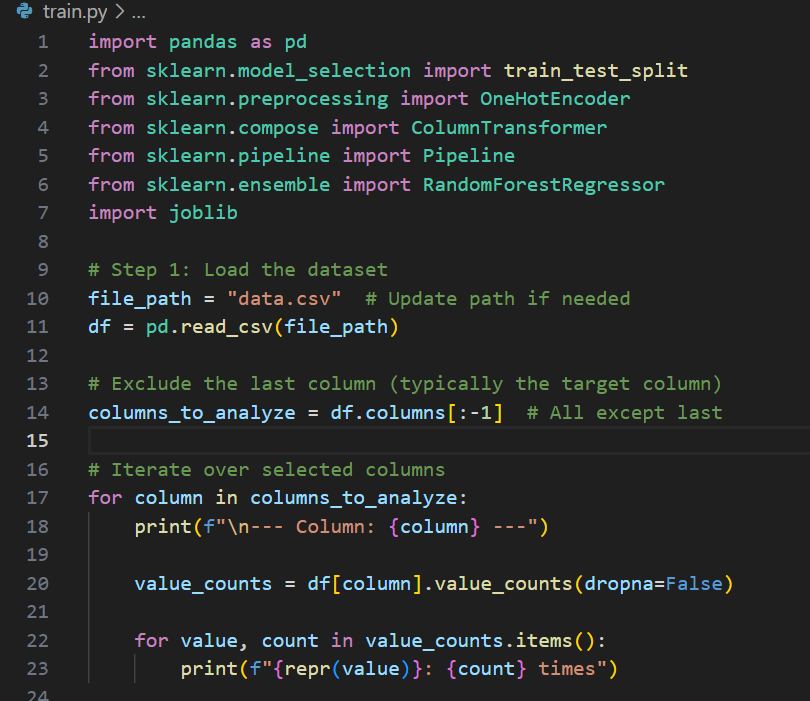 train.py > ...
1 import pandas as pd
2 from sklearn.model_selection import train_test_split
3 from sklearn.preprocessing import OneHotEncoder
4 from sklearn.compose import ColumnTransformer
5 from sklearn.pipeline import Pipeline
6 from sklearn.ensemble import RandomForestRegressor
7 import joblib
8
9 # Step 1: Load the dataset
10 file_path = "data.csv"  # Update path if needed
11 df = pd.read_csv(file_path)
12
13 # Exclude the last column (typically the target column)
14 columns_to_analyze = df.columns[:-1]  # All except last
15
16 # Iterate over selected columns
17 for column in columns_to_analyze:
18     print(f"\n--- Column: {column} ---")
19
20     value_counts = df[column].value_counts(dropna=False)
21
22     for value, count in value_counts.items():
23         print(f"{repr(value)}: {count} times")
24